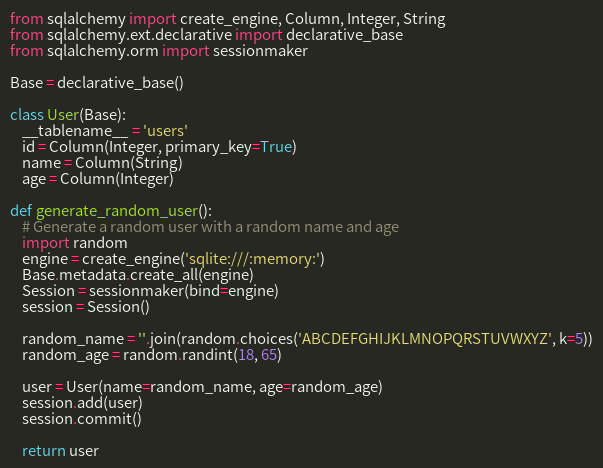 from sqlalchemy import create_engine, Column, Integer, String
from sqlalchemy.ext.declarative import declarative_base
from sqlalchemy.orm import sessionmaker

Base = declarative_base()

class User(Base):
    __tablename__ = 'users'
    id = Column(Integer, primary_key=True)
    name = Column(String)
    age = Column(Integer)

def generate_random_user():
    # Generate a random user with a random name and age
    import random
    engine = create_engine('sqlite:///:memory:')
    Base.metadata.create_all(engine)
    Session = sessionmaker(bind=engine)
    session = Session()

    random_name = ''.join(random.choices('ABCDEFGHIJKLMNOPQRSTUVWXYZ', k=5))
    random_age = random.randint(18, 65)

    user = User(name=random_name, age=random_age)
    session.add(user)
    session.commit()

    return user